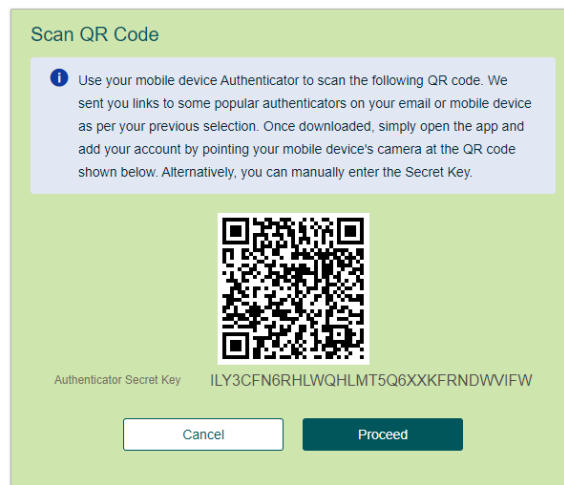 Scan QR Code
Use your mobile device Authenticator to scan the following QR code. We
sent you links to some popular authenticators on your email or mobile device
as per your previous selection. Once downloaded, simply open the app and
add your account by pointing your mobile device's camera at the QR code
shown below. Alternatively, you can manually enter the Secret Key.
Authenticator Secret Key ILY3CFN6RHLWQHLMT5Q6XXKFRNDWVIFW
Cancel Proceed